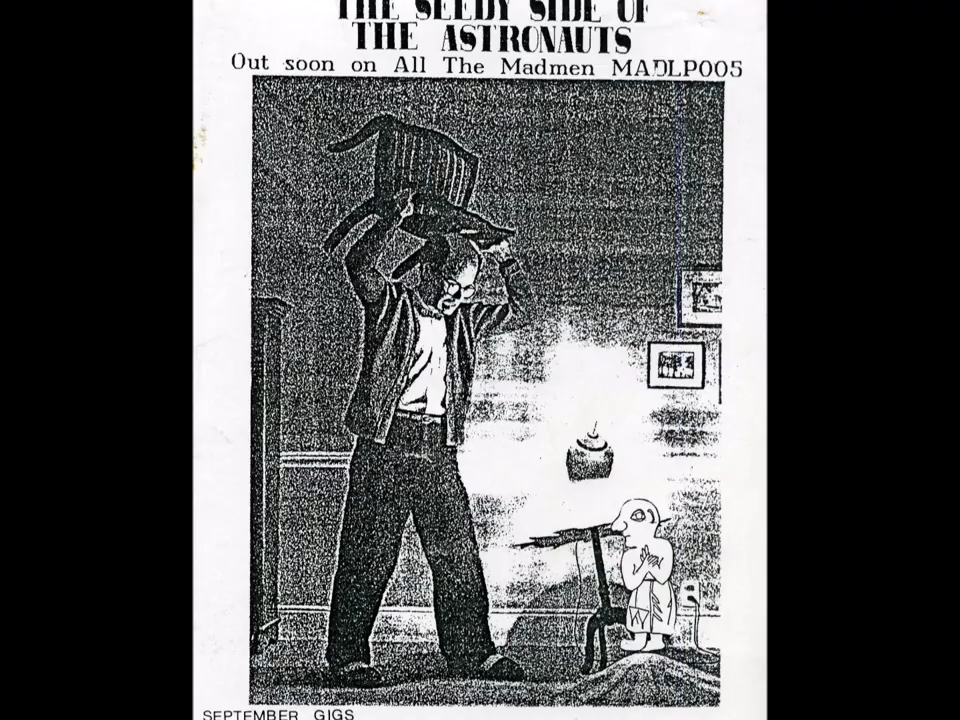 THE SEEDY SIDE OF
THE ASTRONAUTS
Out soon on All The Madmen MADLP005
SEPTEMBER GIGS